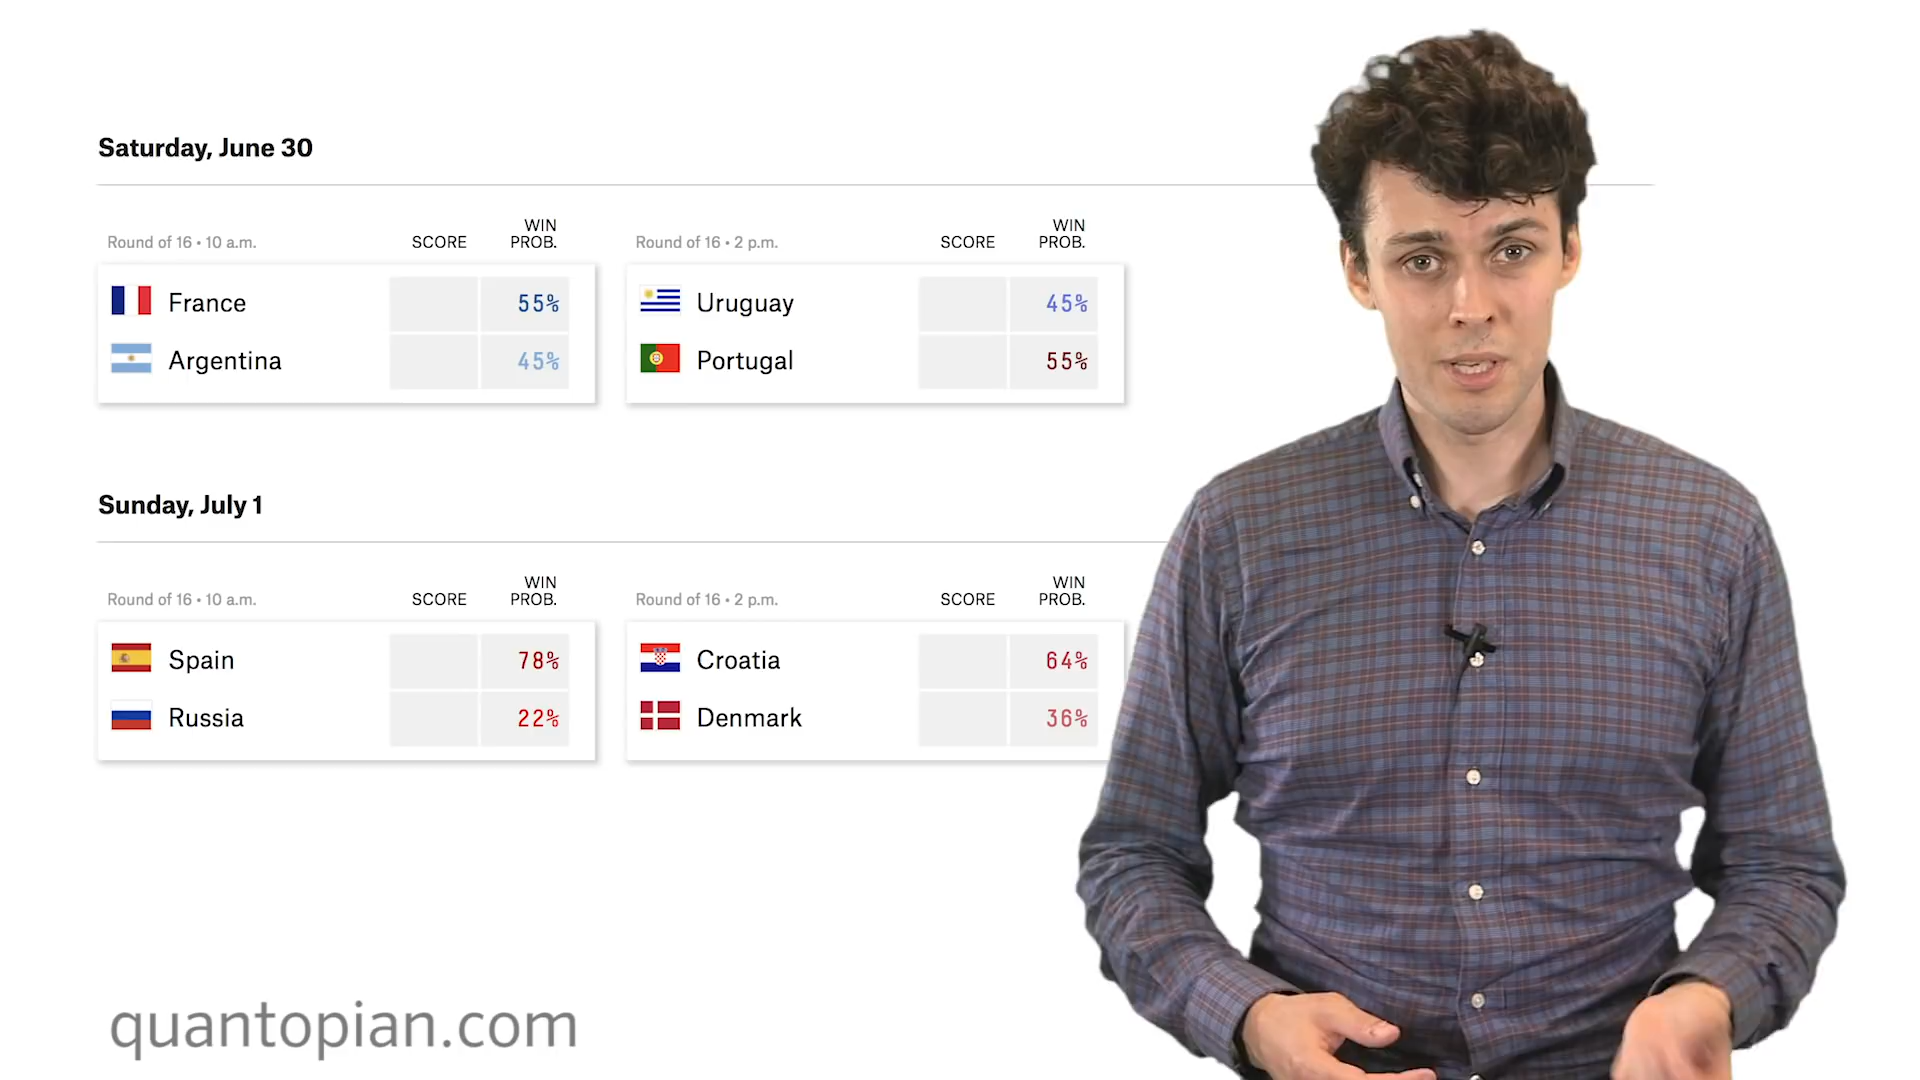 Saturday, June 30
Round of 16 • 10 a.m. SCORE WIN PROB.
France 55%
Argentina 45%
Round of 16 • 2 p.m. SCORE WIN PROB.
Uruguay 45%
Portugal 55%
Sunday, July 1
Round of 16 • 10 a.m. SCORE WIN PROB.
Spain 78%
Russia 22%
Round of 16 • 2 p.m. SCORE WIN PROB.
Croatia 64%
Denmark 36%
quantopian.com